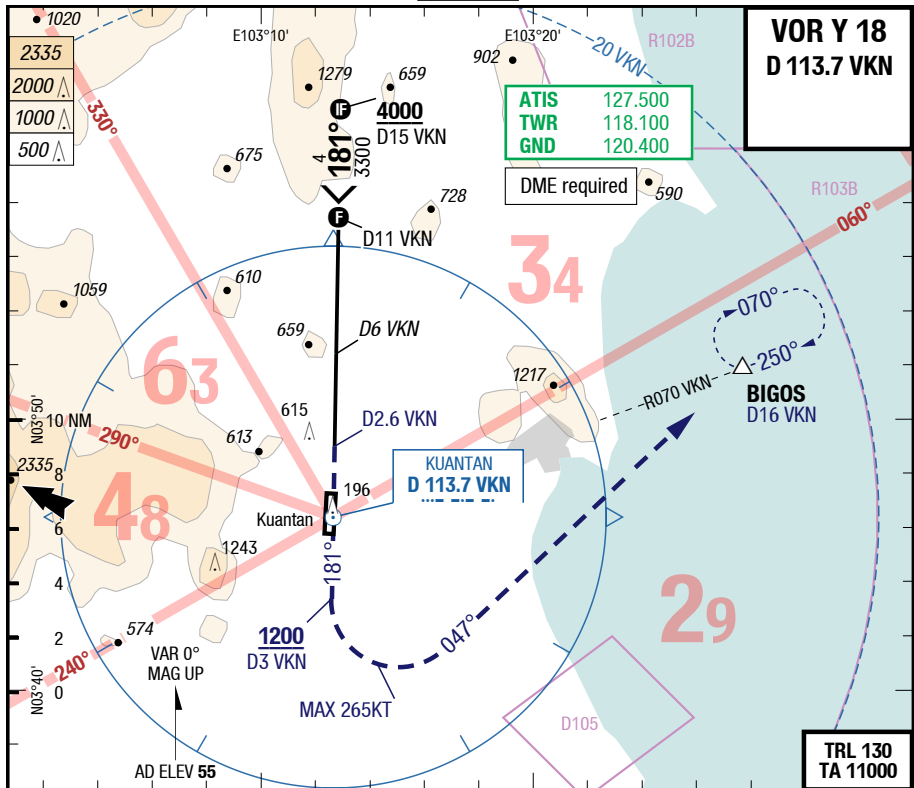 1020
E103°10'
E103°20'
902
R102B
VOR Y 18
D 113.7 VKN
2335
2000
1000
500
330°
1279
659
IF
4000
D15 VKN
20 VKN
ATIS 127.500
TWR 118.100
GND 120.400
4
181°
3300
675
DME required
590
R103B
728
F
D11 VKN
060°
34
610
1059
659
D6 VKN
070°
63
250°
1217
R070 VKN
BIGOS
D16 VKN
N03°50'
10 NM
290°
615
D2.6 VKN
613
2335
KUANTAN
D 113.7 VKN
8
48
196
Kuantan
6
1243
181°
4
29
1200
D3 VKN
047°
574
2
240°
VAR 0°
MAG UP
N03°40'
0
MAX 265KT
D105
AD ELEV 55
TRL 130
TA 11000